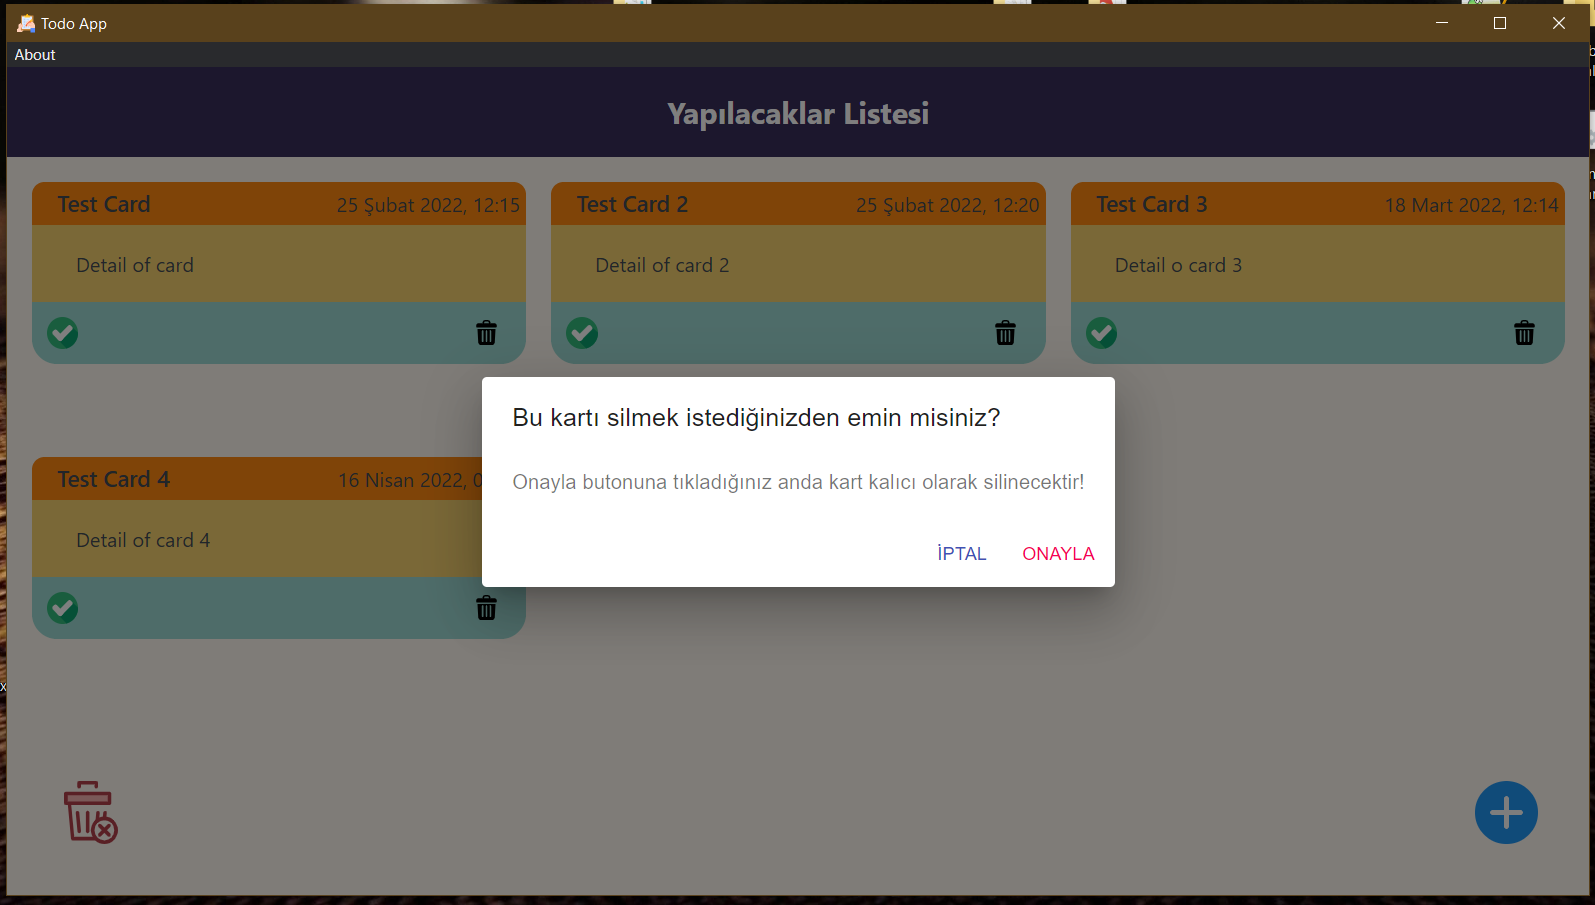 Todo App
About
Yapılacaklar Listesi
Test Card 25 Şubat 2022, 12:15
Detail of card
Test Card 2 25 Şubat 2022, 12:20
Detail of card 2
Test Card 3 18 Mart 2022, 12:14
Detail o card 3
Test Card 4 16 Nisan 2022,
Detail of card 4
Bu kartı silmek istediğinizden emin misiniz?
Onayla butonuna tıkladığınız anda kart kalıcı olarak silinecektir!
İPTAL ONAYLA